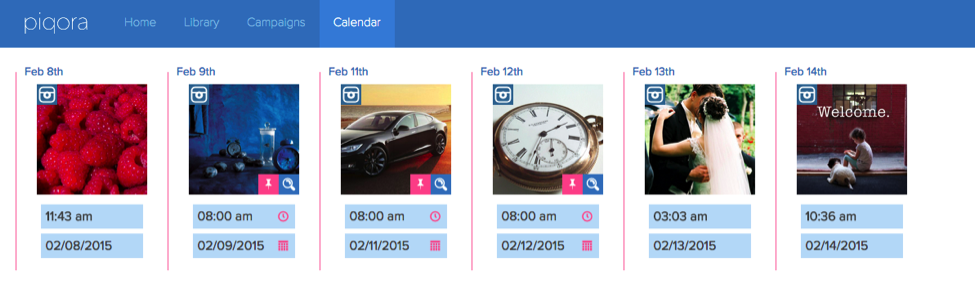 piqora Home Library Campaigns Calendar
Feb 8th Feb 9th Feb 11th Feb 12th Feb 13th Feb 14th
Welcome.
11:43 am 08:00 am 08:00 am 08:00 am 03:03 am 10:36 am
02/08/2015 02/09/2015 02/11/2015 02/12/2015 02/13/2015 02/14/2015